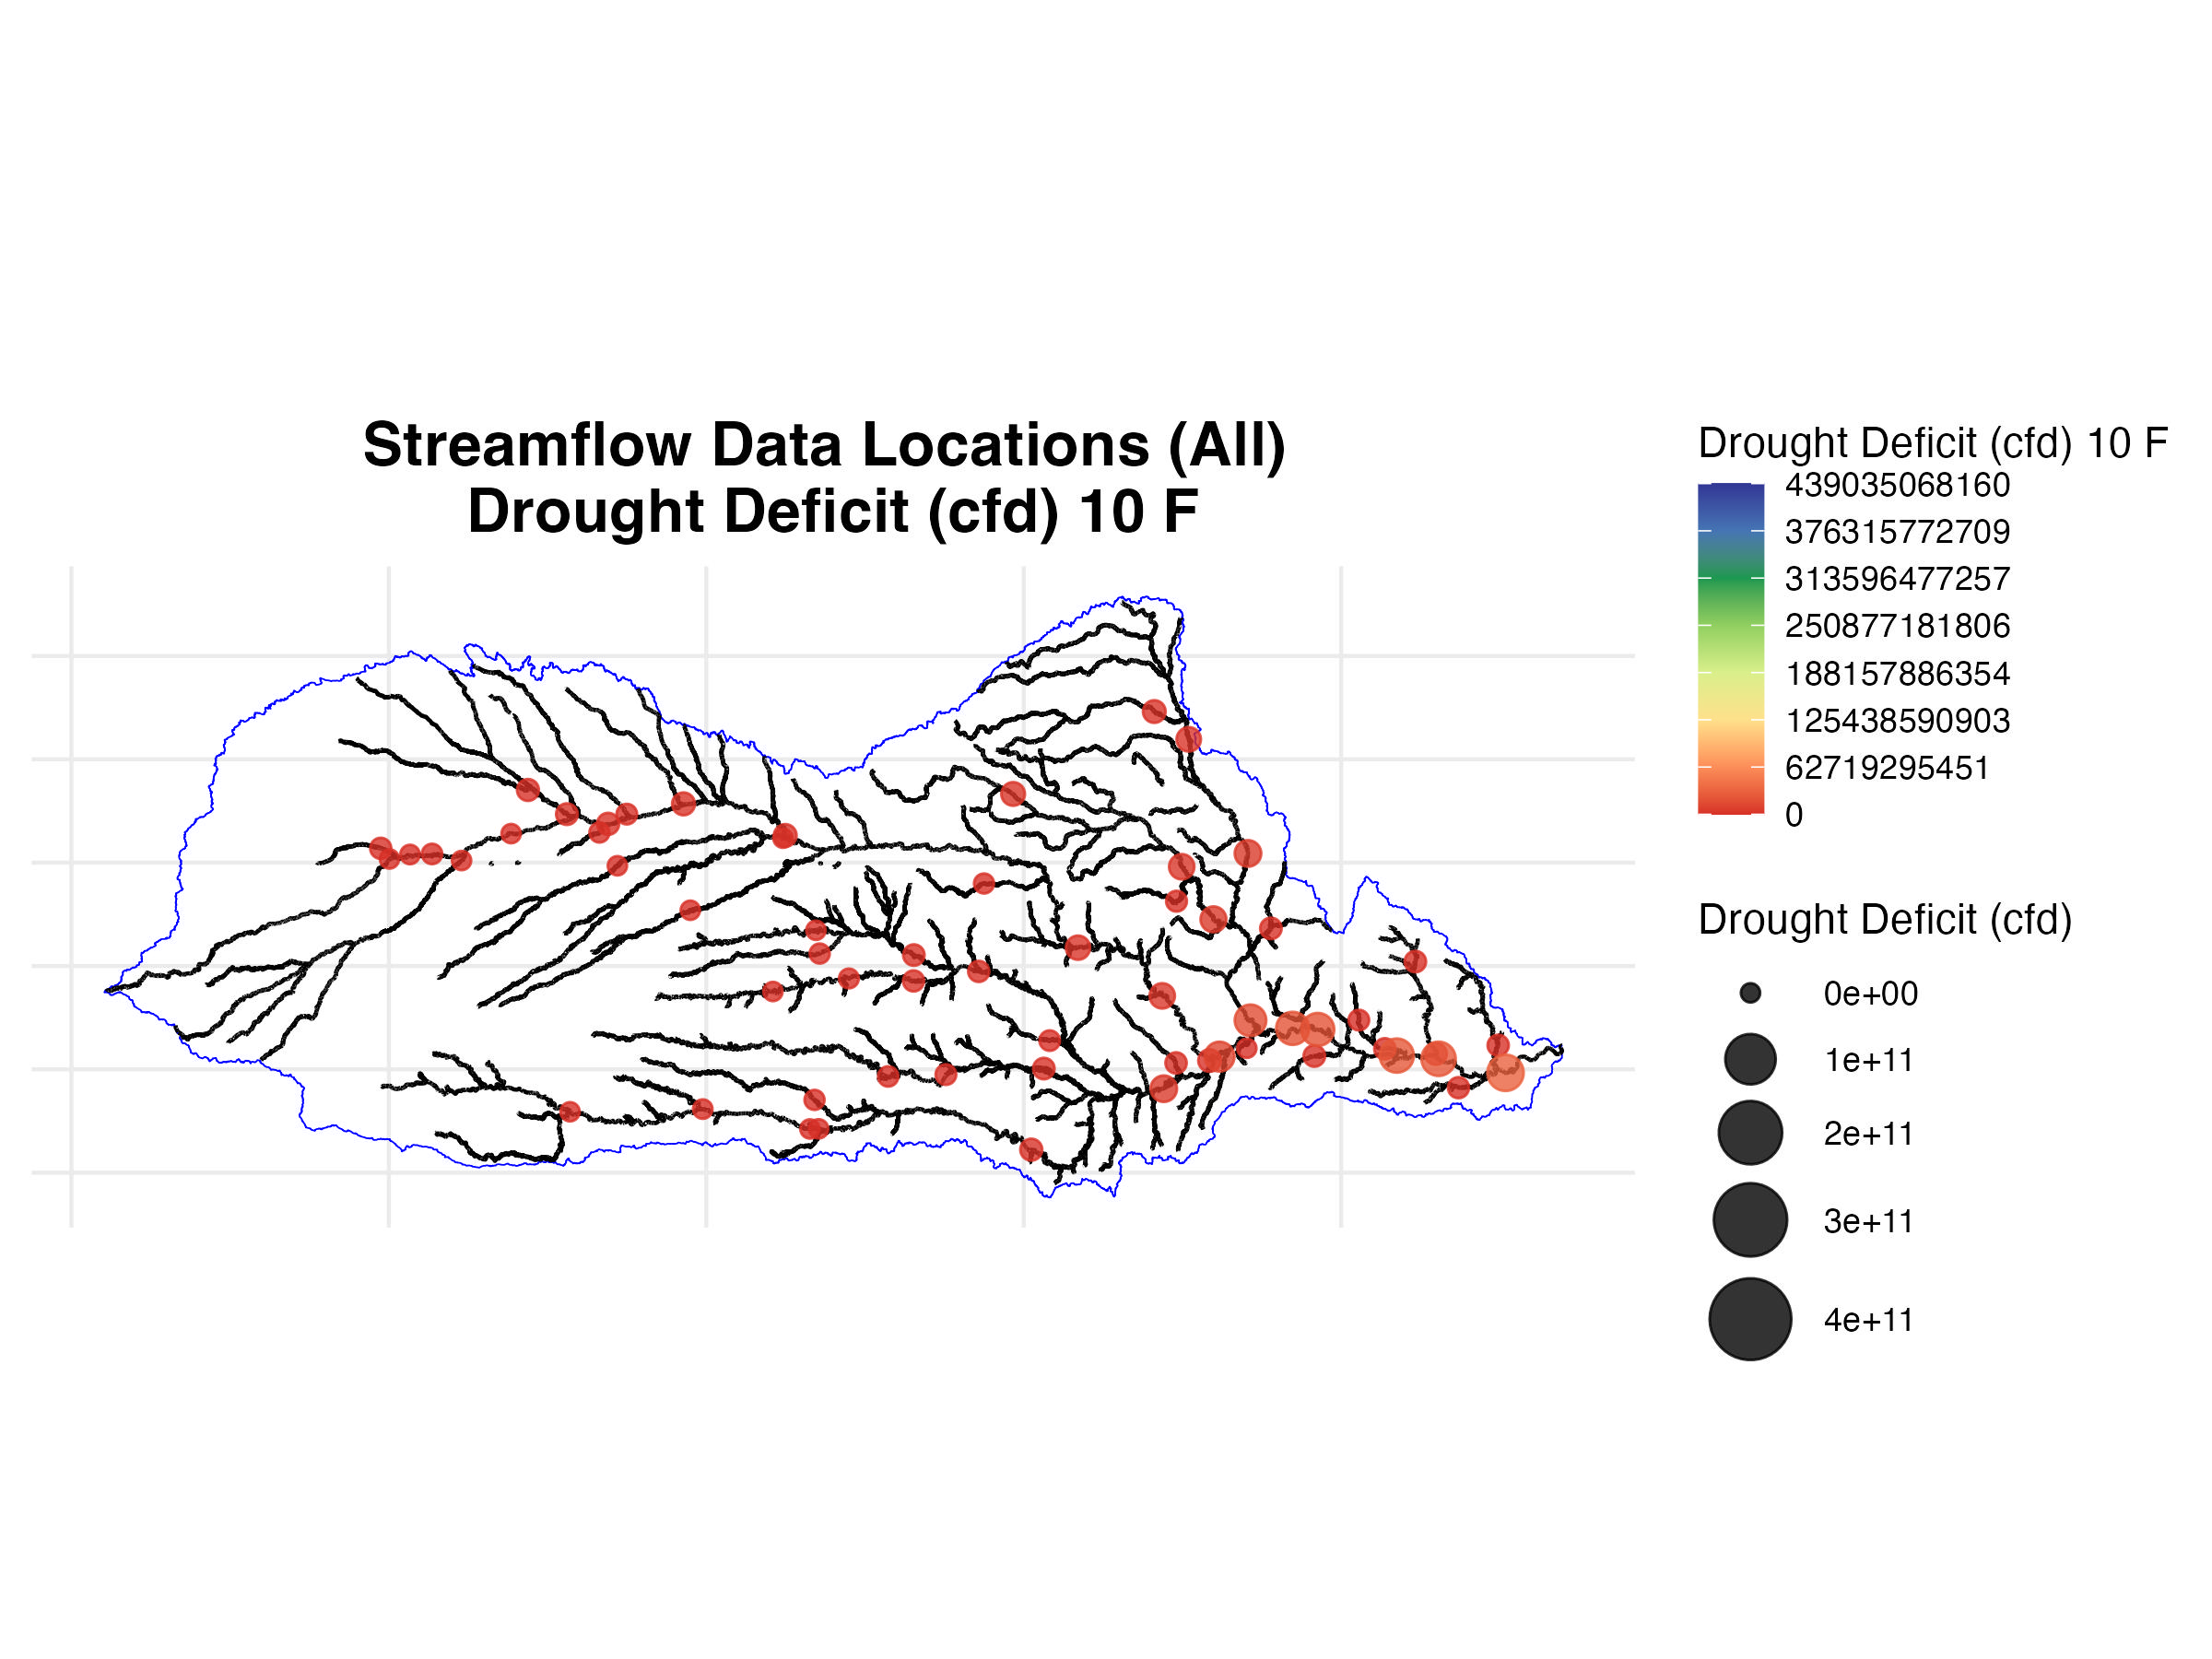 Streamflow Data Locations (All)
Drought Deficit (cfd) 10 F
Drought Deficit (cfd) 10 F
439035068160
376315772709
313596477257
250877181806
188157886354
125438590903
62719295451
0
Drought Deficit (cfd)
0e+00
1e+11
2e+11
3e+11
4e+11